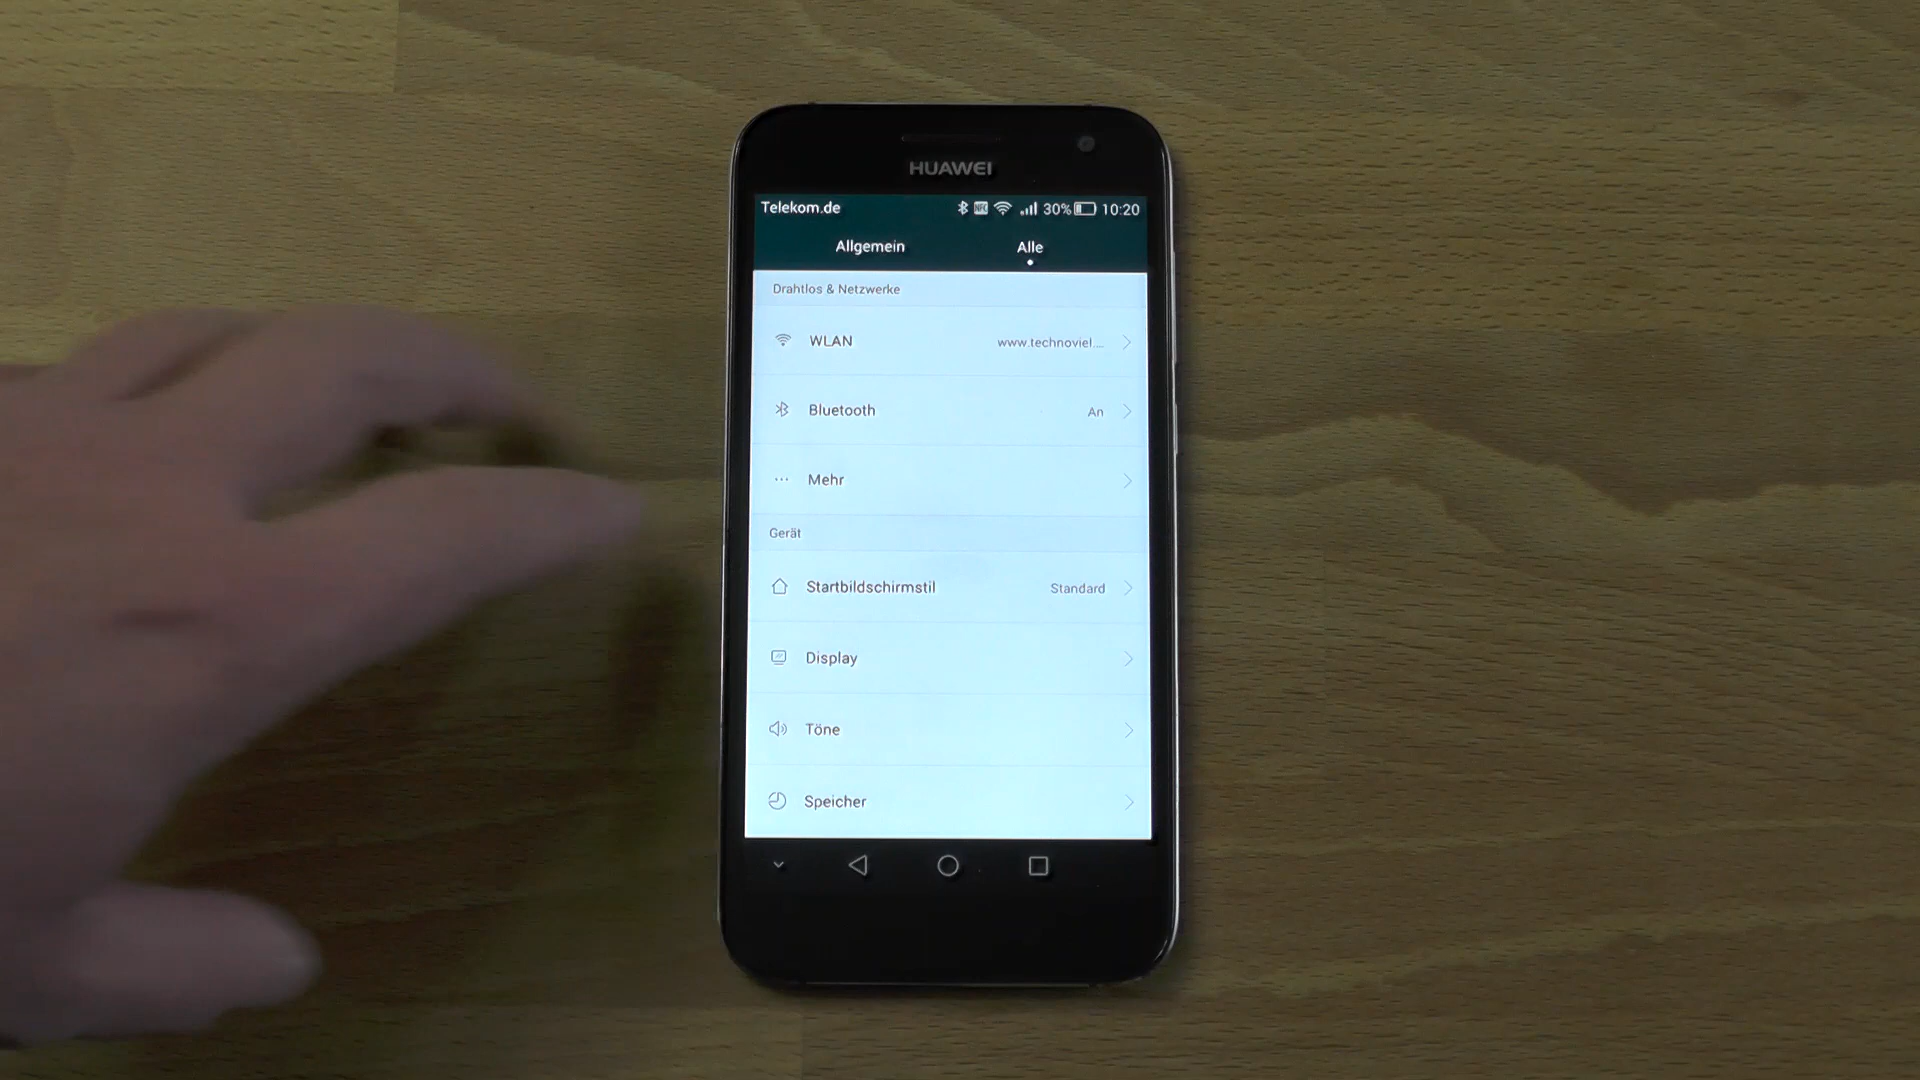 HUAWEI
Telekom.de NFC 30% 10:20
Allgemein Alle
Drahtlos & Netzwerke
WLAN www.technoviel...
Bluetooth An
Mehr
Gerät
Startbildschirmstil Standard
Display
Töne
Speicher